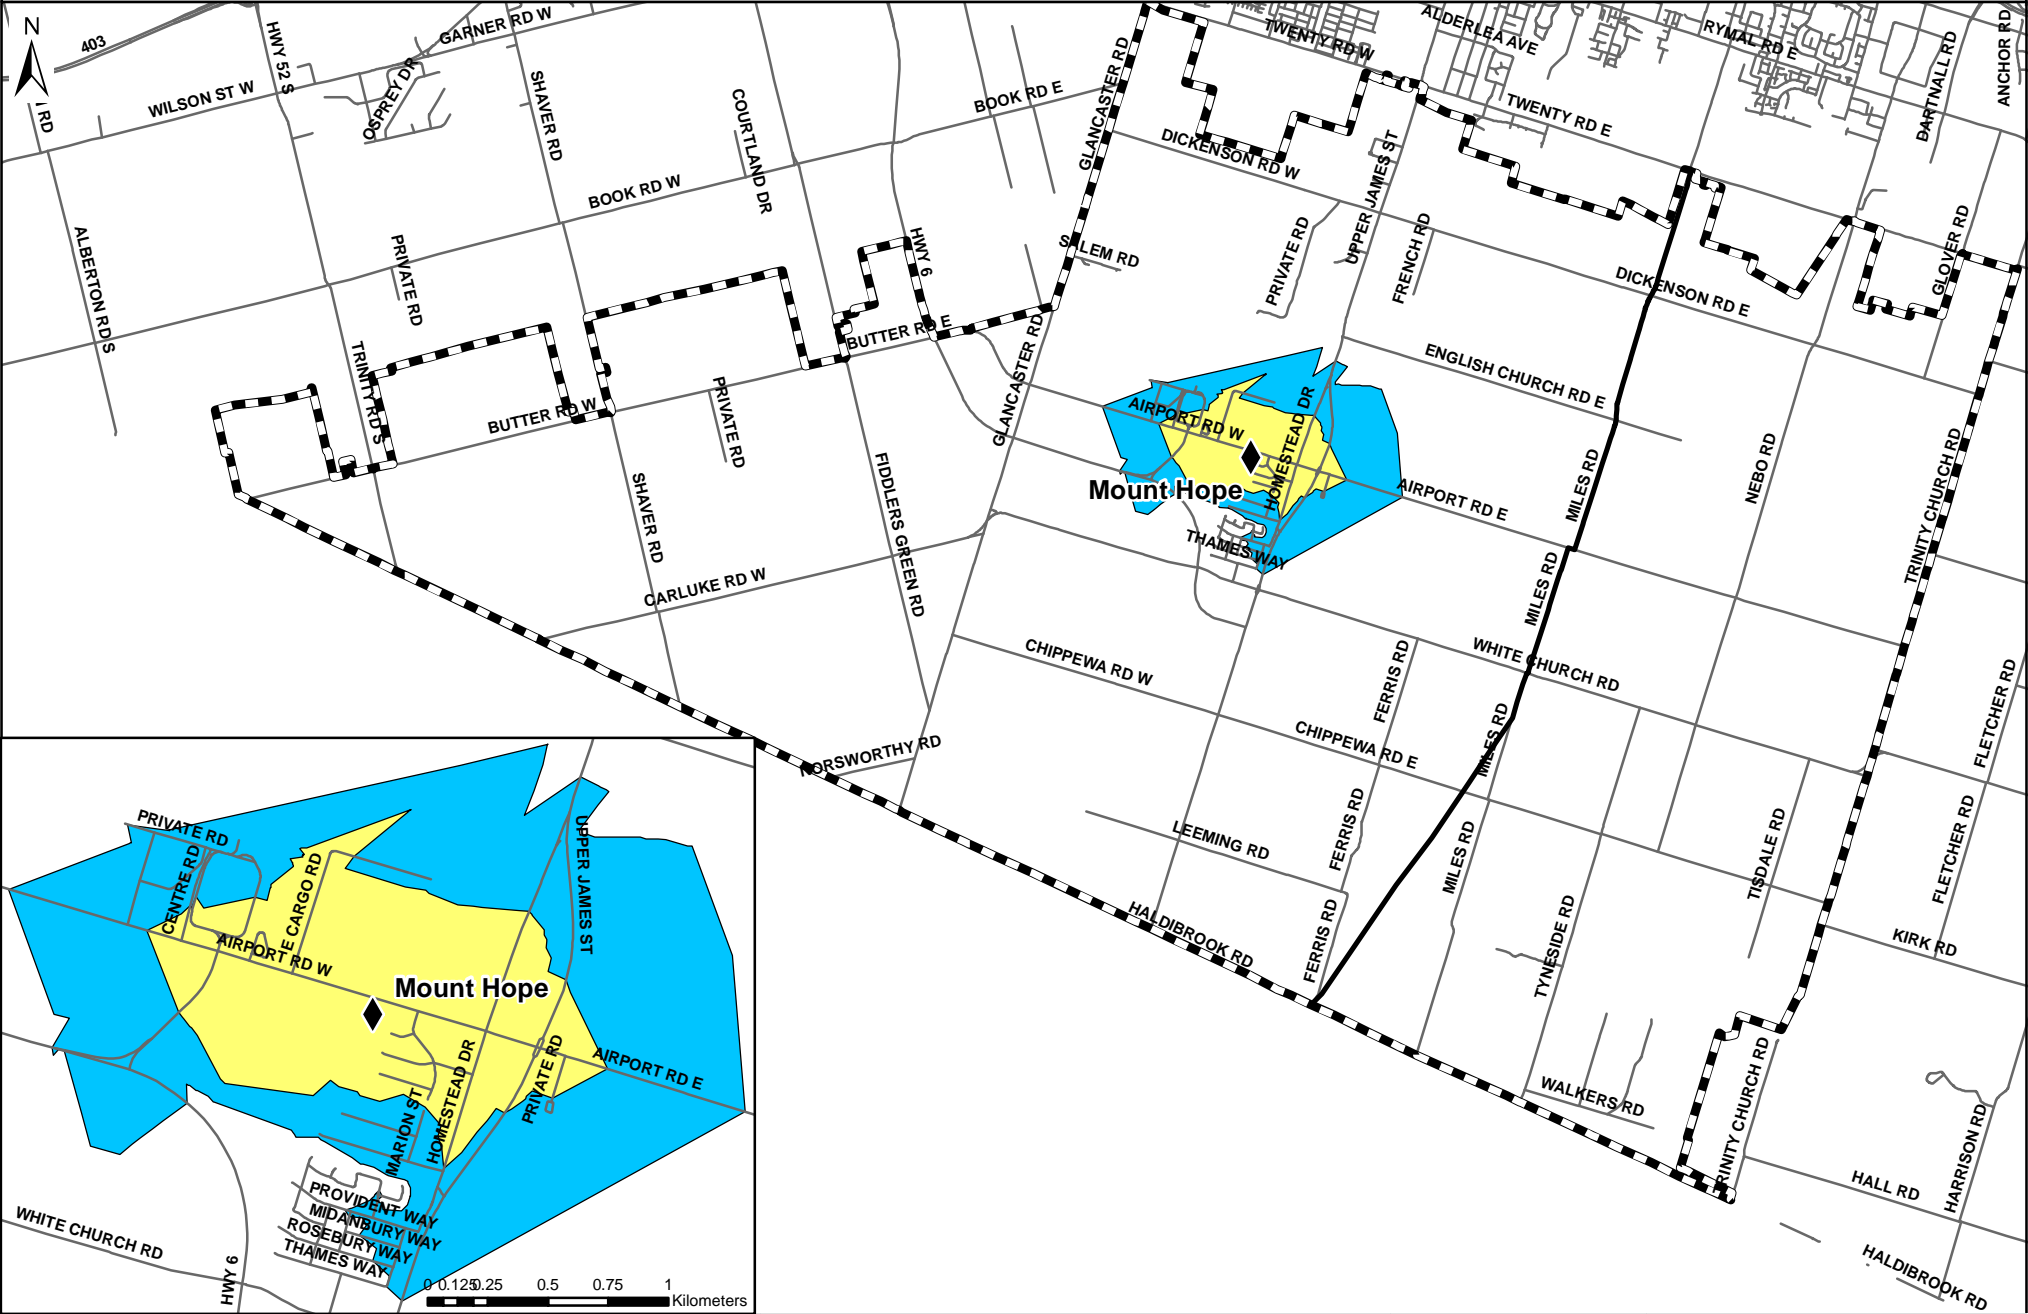 N
403
GARNER RD W
HWY 52 S
WILSON ST W
OSPREY DR
SHAVER RD
COURTLAND DR
BOOK RD E
GLANCASTER RD
TWENTY RD W
ALDERLEA AVE
RYMAL RD E
DARTNALL RD
ANCHOR RD
RD
TWENTY RD E
DICKENSON RD W
UPPER JAMES ST
BOOK RD W
ALBERTON RD S
PRIVATE RD
HWY 6
SALEM RD
PRIVATE RD
FRENCH RD
GLOVER RD
DICKENSON RD E
TRINITY RD S
BUTTER RD E
GLANCASTER RD
ENGLISH CHURCH RD E
BUTTER RD W
PRIVATE RD
AIRPORT RD W
HOMESTEAD DR
Mount Hope
AIRPORT RD E
MILES RD
NEBO RD
TRINITY CHURCH RD
SHAVER RD
FIDDLERS GREEN RD
THAMES WAY
CARLUKE RD W
MILES RD
CHIPPEWA RD W
FERRIS RD
WHITE CHURCH RD
FLETCHER RD
NORSWORTHY RD
CHIPPEWA RD E
MILES RD
LEEMING RD
FERRIS RD
MILES RD
TISDALE RD
FLETCHER RD
HALDIBROOK RD
FERRIS RD
TYNESIDE RD
KIRK RD
WALKERS RD
TRINITY CHURCH RD
HALL RD
HARRISON RD
HALDIBROOK RD
PRIVATE RD
CENTRE RD
E CARGO RD
UPPER JAMES ST
AIRPORT RD W
Mount Hope
AIRPORT RD E
PRIVATE RD
HOMESTEAD DR
MARION ST
PROVIDENT WAY
MIDANBURY WAY
ROSEBURY WAY
THAMES WAY
WHITE CHURCH RD
HWY 6
0 0.125 0.25 0.5 0.75 1
Kilometers